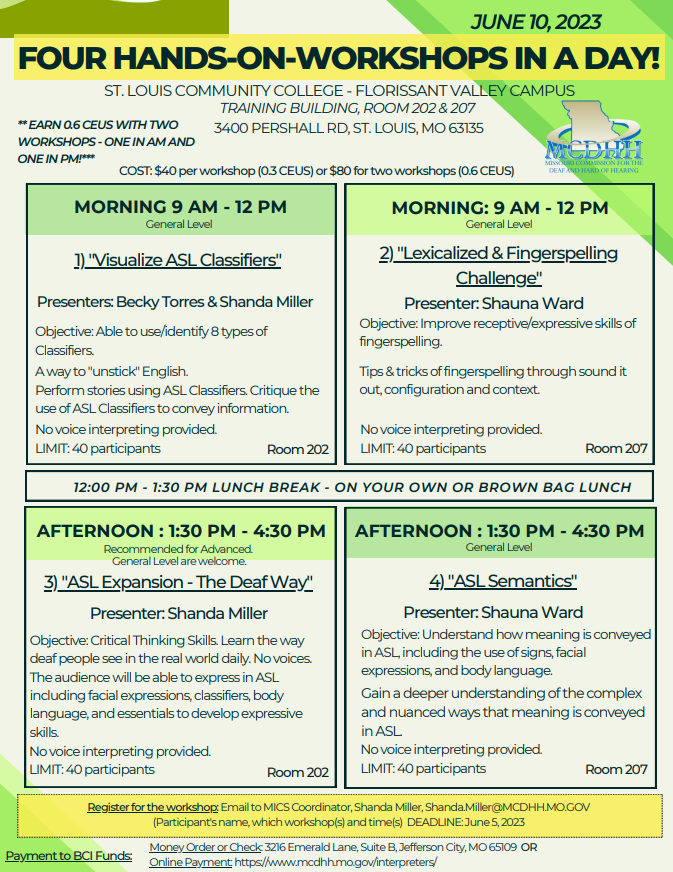 JUNE 10, 2023
FOUR HANDS-ON-WORKSHOPS IN A DAY!
ST. LOUIS COMMUNITY COLLEGE - FLORISSANT VALLEY CAMPUS
TRAINING BUILDING, ROOM 202 & 207
3400 PERSHALL RD, ST. LOUIS, MO 63135
** EARN 0.6 CEUS WITH TWO
WORKSHOPS - ONE IN AM AND
ONE IN PM!***
MCDHH
MISSOURI COMMISSION FOR THE
DEAF AND HARD OF HEARING
COST: $40 per workshop (0.3 CEUS) or $80 for two workshops (0.6 CEUS)
MORNING 9 AM - 12 PM
General Level
1) "Visualize ASL Classifiers"
Presenters: Becky Torres & Shanda Miller
Objective: Able to use/identify 8 types of
Classifiers.
A way to "unstick" English.
Perform stories using ASL Classifiers. Critique the
use of ASL Classifiers to convey information.
No voice interpreting provided.
LIMIT: 40 participants
Room 202
MORNING: 9 AM - 12 PM
General Level
2) "Lexicalized & Fingerspelling
Challenge"
Presenter: Shauna Ward
Objective: Improve receptive/expressive skills of
fingerspelling.
Tips & tricks of fingerspelling through sound it
out, configuration and context.
No voice interpreting provided.
LIMIT: 40 participants
Room 207
12:00 PM - 1:30 PM LUNCH BREAK - ON YOUR OWN OR BROWN BAG LUNCH
AFTERNOON : 1:30 PM - 4:30 PM
Recommended for Advanced.
General Level are welcome.
3) "ASL Expansion - The Deaf Way"
Presenter: Shanda Miller
Objective: Critical Thinking Skills. Learn the way
deaf people see in the real world daily. No voices.
The audience will be able to express in ASL
including facial expressions, classifiers, body
language, and essentials to develop expressive
skills.
No voice interpreting provided.
LIMIT: 40 participants
Room 202
AFTERNOON : 1:30 PM - 4:30 PM
General Level
4) "ASL Semantics"
Presenter: Shauna Ward
Objective: Understand how meaning is conveyed
in ASL, including the use of signs, facial
expressions, and body language.
Gain a deeper understanding of the complex
and nuanced ways that meaning is conveyed
in ASL.
No voice interpreting provided.
LIMIT: 40 participants
Room 207
Register for the workshop: Email to MICS Coordinator, Shanda Miller, Shanda.Miller@MCDHH.MO.GOV
(Participant's name, which workshop(s) and time(s) DEADLINE: June 5, 2023
Payment to BCI Funds:
Money Order or Check: 3216 Emerald Lane, Suite B, Jefferson City, MO 65109 OR
Online Payment: https://www.mcdhh.mo.gov/interpreters/